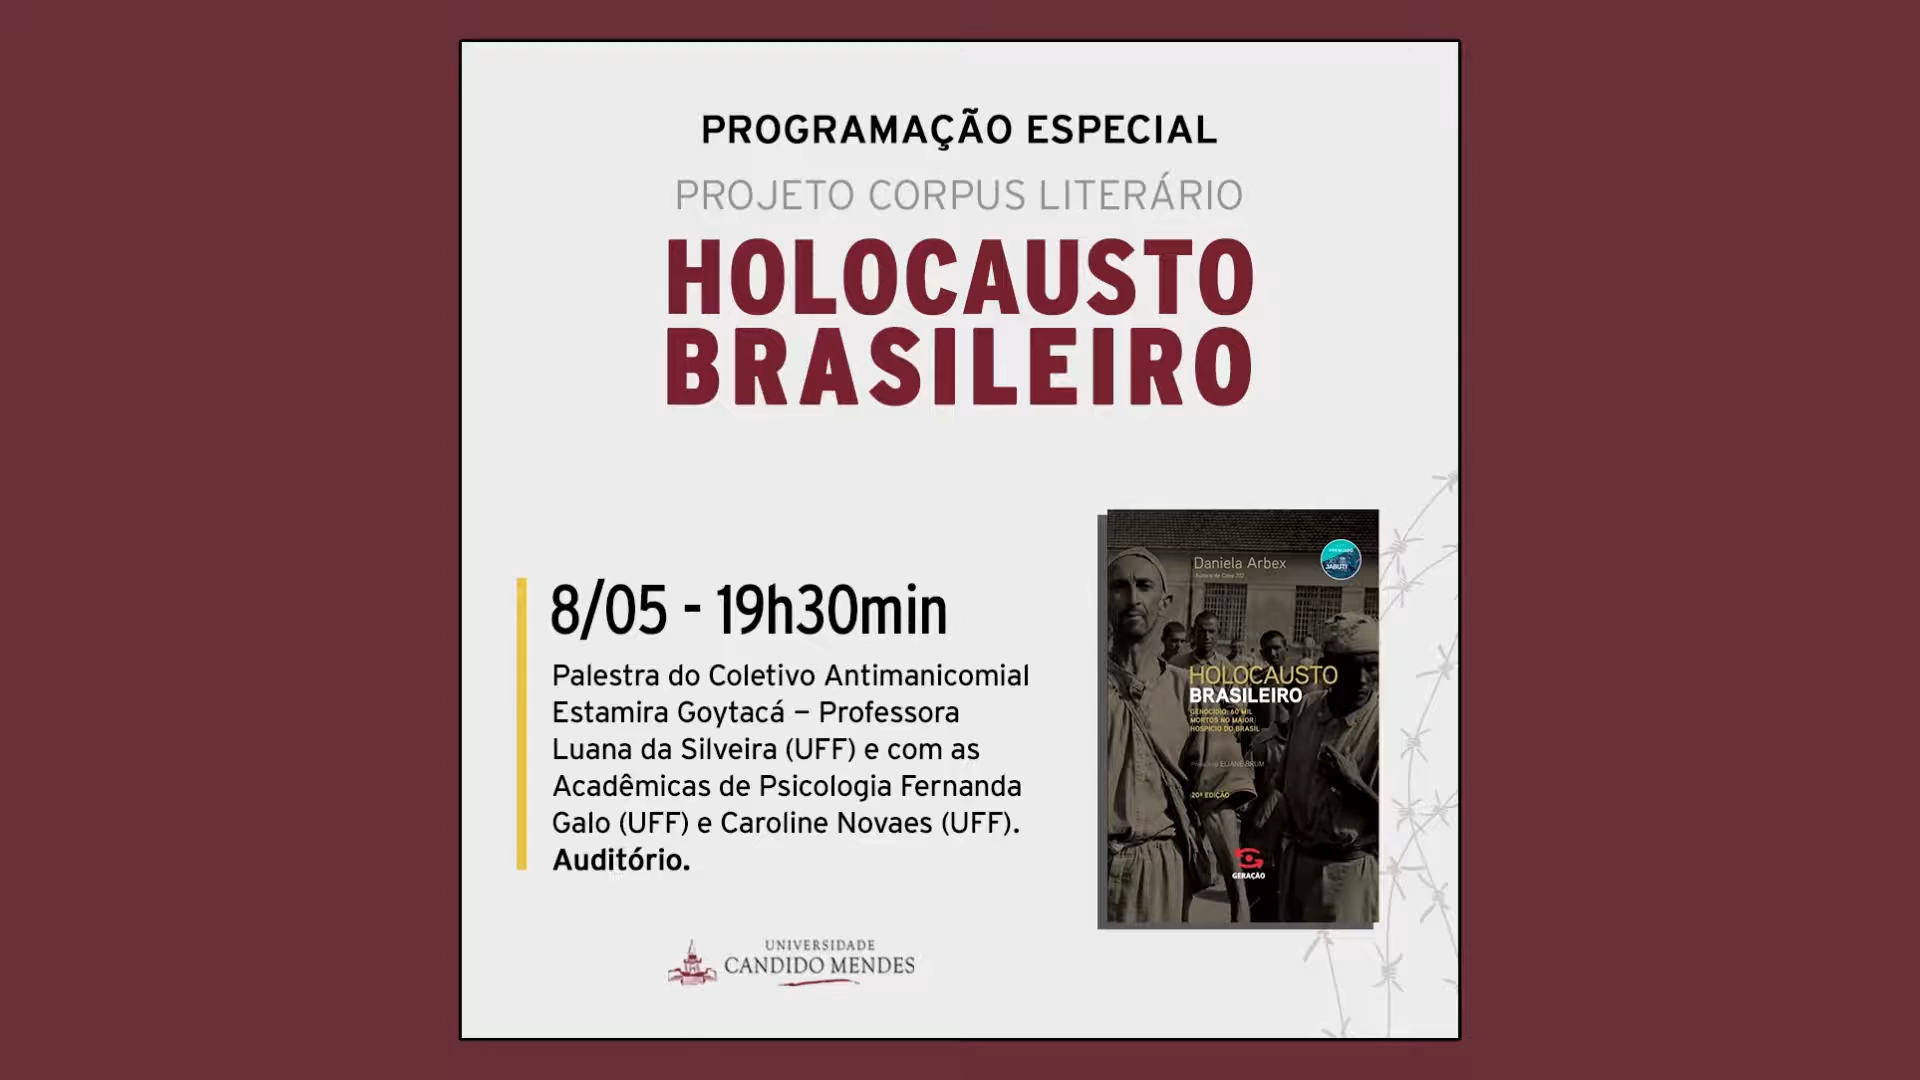 PROGRAMAÇÃO ESPECIAL
PROJETO CORPUS LITERÁRIO
HOLOCAUSTO
BRASILEIRO
8/05 - 19h30min
Palestra do Coletivo Antimanicomial
Estamira Goytacá – Professora
Luana da Silveira (UFF) e com as
Acadêmicas de Psicologia Fernanda
Galo (UFF) e Caroline Novaes (UFF).
Auditório.
Daniela Arbex
JABUTI
HOLOCAUSTO
BRASILEIRO
GENOCÍDIO: 60 MIL
MORTOS NO MAIOR
HOSPÍCIO DO BRASIL
ELIANE BRUM
20ª EDIÇÃO
GERAÇÃO
UNIVERSIDADE
CANDIDO MENDES